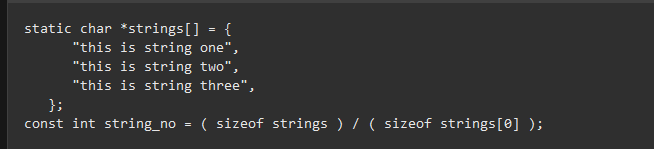 static char *strings[] = {
"this is string one",
"this is string two",
"this is string three",
};
const int string_no = ( sizeof strings ) / ( sizeof strings[0] );